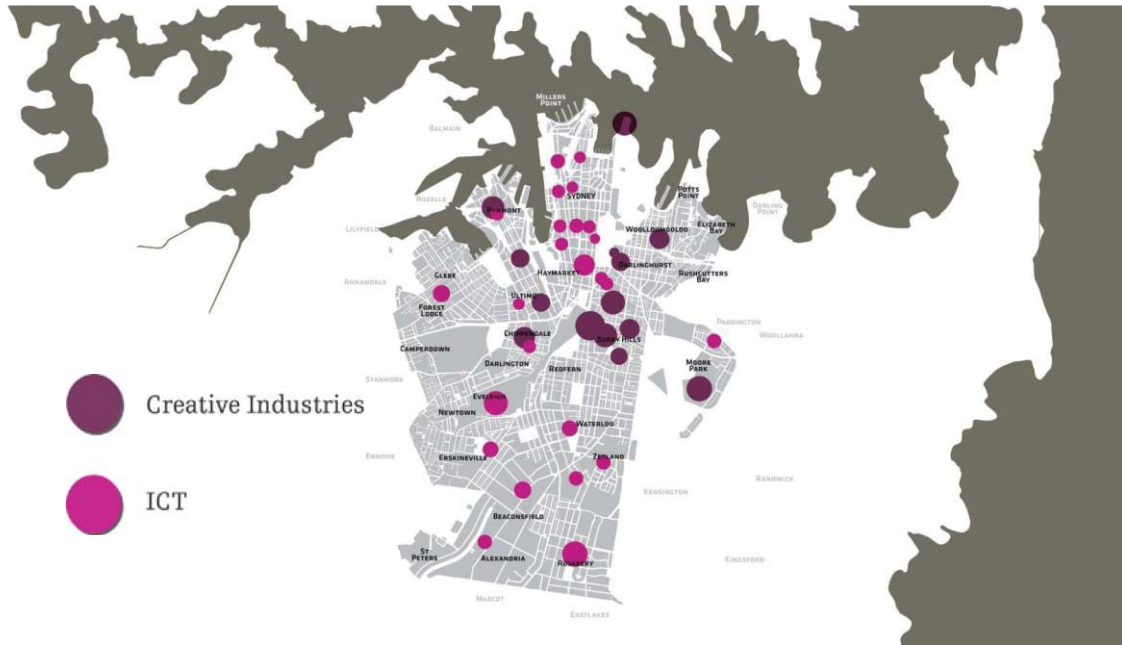 MILLERS
POINT
BALMAIN
POTTS
POINT
SYDNEY
ROZELLE
DARLING
POINT
PYRMONT
ELIZABETH
BAY
LILYFIELD
WOOLLOOMOOLOO
DARLINGHURST
HAYMARKET
RUSHCUTTERS
BAY
GLEBE
ANNANDALE
ULTIMO
FOREST
LODGE
PADDINGTON
WOOLLAHRA
CHIPPENDALE
SURRY HILLS
CAMPERDOWN
DARLINGTON
REDFERN
MOORE
PARK
STANMORE
EVELEIGH
Creative Industries
NEWTOWN
WATERLOO
ENMORE
ERSKINEVILLE
ZETLAND
RANDWICK
KENSINGTON
ICT
BEACONSFIELD
ST
PETERS
ALEXANDRIA
ROSEBERY
KINGSFORD
MASCOT
EASTLAKES